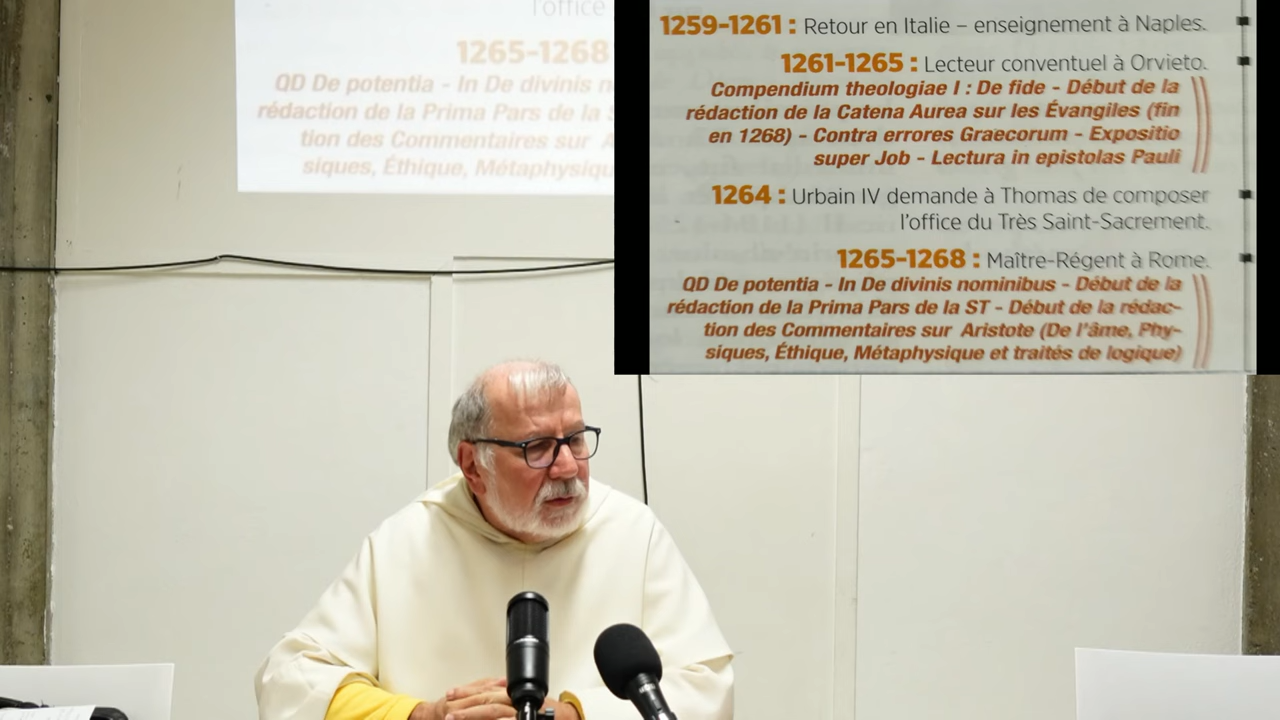 l'office
1265-1268
QD De potentia - In De divinis n
rédaction de la Prima Pars de la S
tion des Commentaires sur A
siques, Éthique, Métaphysiqu
1259-1261 : Retour en Italie – enseignement à Naples.
1261-1265 : Lecteur conventuel à Orvieto.
Compendium theologiae I : De fide - Début de la
rédaction de la Catena Aurea sur les Évangiles (fin
en 1268) - Contra errores Graecorum - Expositio
super Job - Lectura in epistolas Pauli
1264 : Urbain IV demande à Thomas de composer
l'office du Très Saint-Sacrement.
1265-1268 : Maître-Régent à Rome.
QD De potentia - In De divinis nominibus - Début de la
rédaction de la Prima Pars de la ST - Début de la rédac-
tion des Commentaires sur Aristote (De l'âme, Phy-
siques, Éthique, Métaphysique et traités de logique)